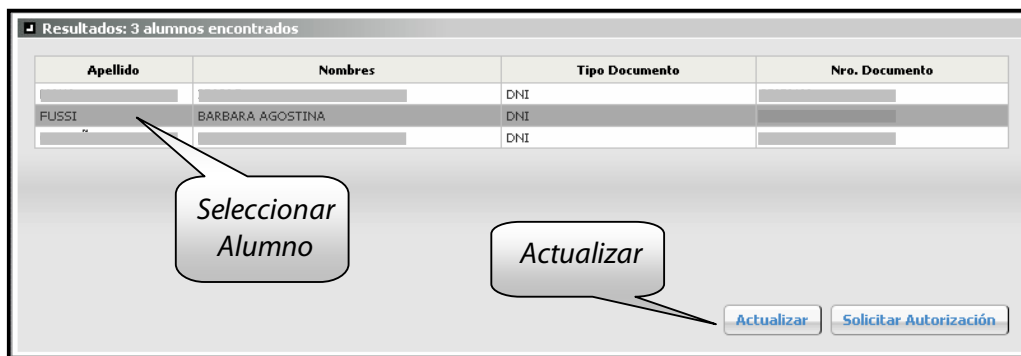 Resultados: 3 alumnos encontrados
Apellido Nombres Tipo Documento Nro. Documento
DNI
FUSSI BARBARA AGOSTINA DNI
DNI
Seleccionar
Alumno
Actualizar
Actualizar Solicitar Autorización